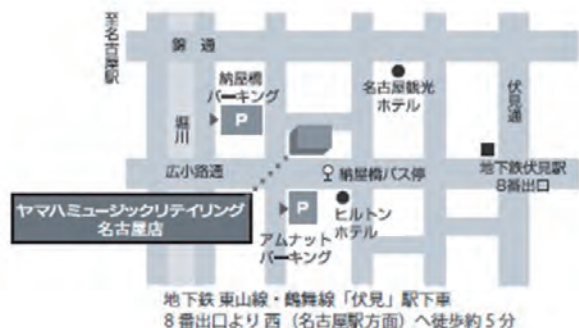 至名古屋駅
錦 通
納屋橋
パーキング
P
名古屋観光
ホテル
伏見通
堀川
広小路通
納屋橋バス停
地下鉄伏見駅
8番出口
ヤマハミュージックリテイリング
名古屋店
P
ヒルトン
ホテル
アムナット
パーキング
地下鉄 東山線・鶴舞線「伏見」駅下車
8 番出口より 西（名古屋駅方面）へ徒歩約 5 分